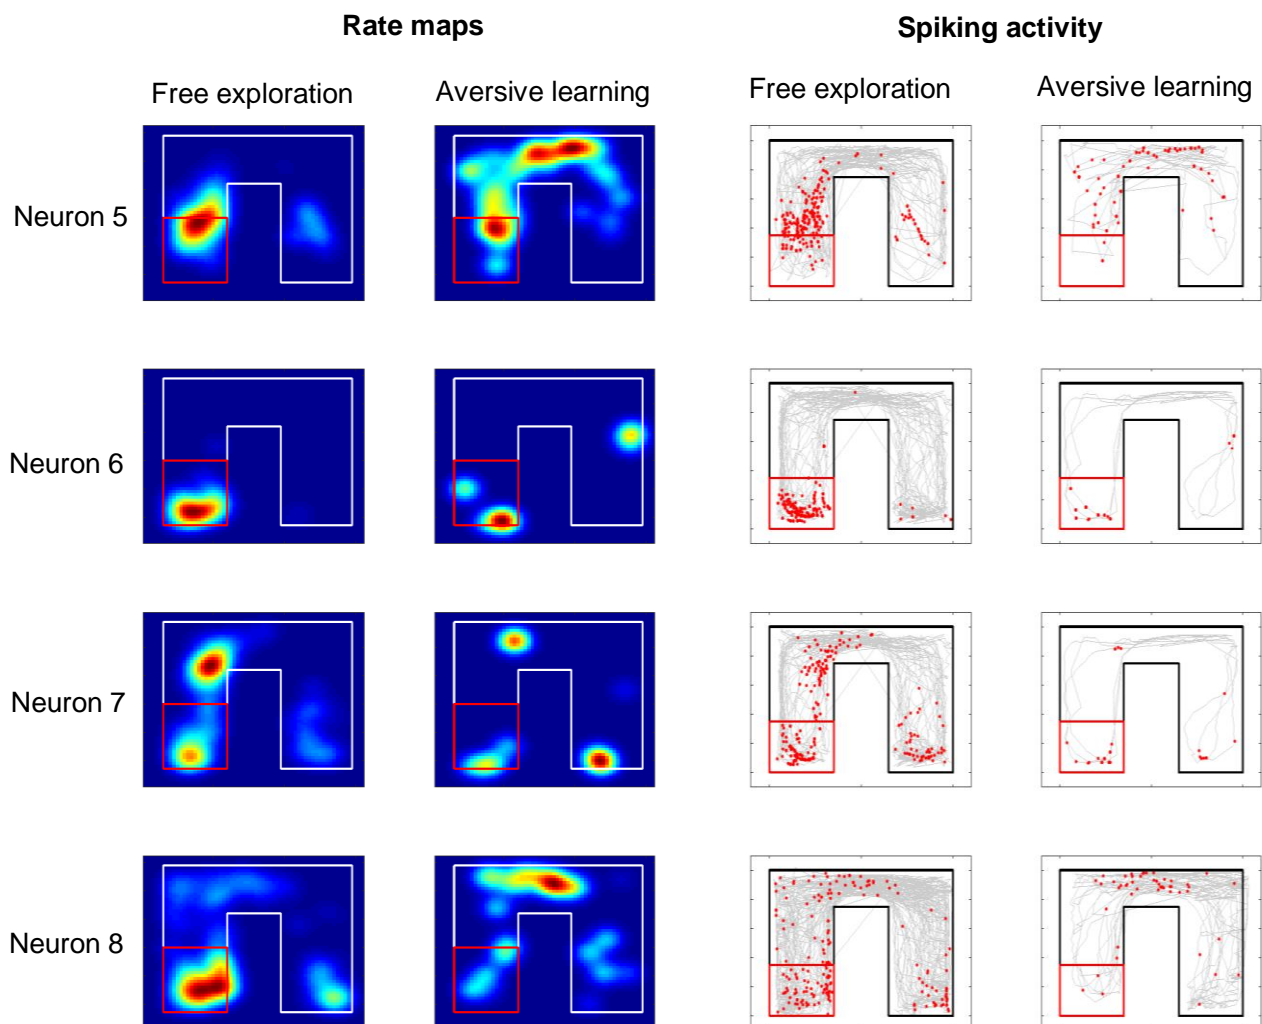 Rate maps
Spiking activity
Free exploration
Aversive learning
Free exploration
Aversive learning
Neuron 5
Neuron 6
Neuron 7
Neuron 8